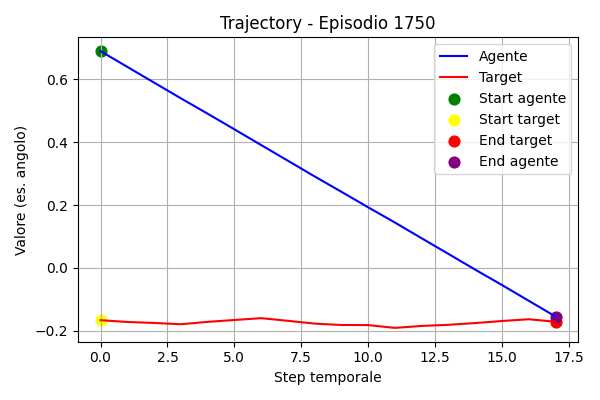 Trajectory - Episodio 1750
Valore (es. angolo)
0.6
0.4
0.2
0.0
−0.2
Agente
Target
Start agente
Start target
End target
End agente
0.0 2.5 5.0 7.5 10.0 12.5 15.0 17.5
Step temporale